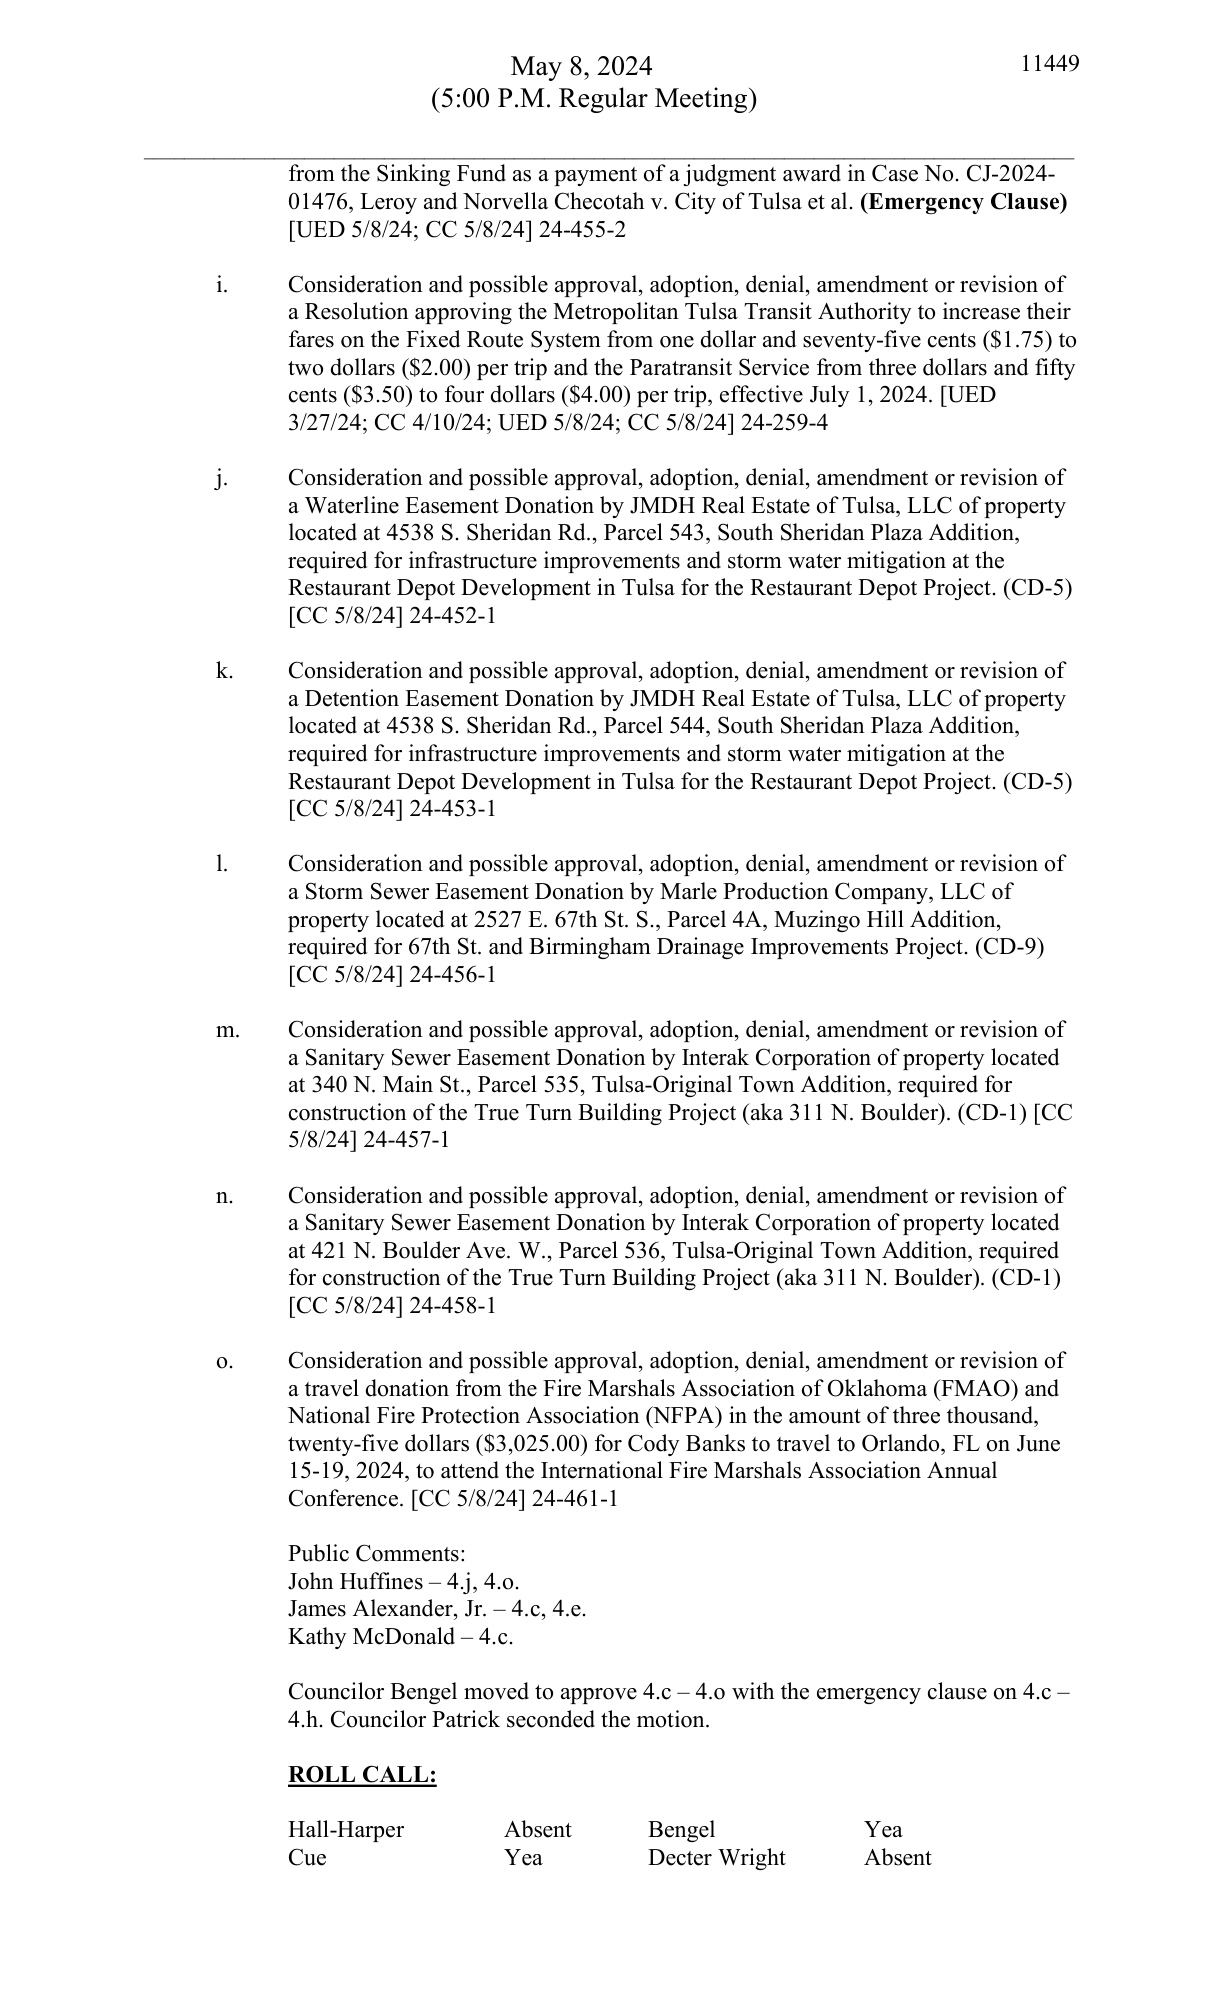 May 8, 2024
11449
(5:00 P.M. Regular Meeting)
from the Sinking Fund as a payment of a judgment award in Case No. CJ-2024-
01476, Leroy and Norvella Checotah v. City of Tulsa et al. (Emergency Clause)
[UED 5/8/24; CC 5/8/24] 24-455-2
i. Consideration and possible approval, adoption, denial, amendment or revision of
a Resolution approving the Metropolitan Tulsa Transit Authority to increase their
fares on the Fixed Route System from one dollar and seventy-five cents ($1.75) to
two dollars ($2.00) per trip and the Paratransit Service from three dollars and fifty
cents ($3.50) to four dollars ($4.00) per trip, effective July 1, 2024. [UED
3/27/24; CC 4/10/24; UED 5/8/24; CC 5/8/24] 24-259-4
j. Consideration and possible approval, adoption, denial, amendment or revision of
a Waterline Easement Donation by JMDH Real Estate of Tulsa, LLC of property
located at 4538 S. Sheridan Rd., Parcel 543, South Sheridan Plaza Addition,
required for infrastructure improvements and storm water mitigation at the
Restaurant Depot Development in Tulsa for the Restaurant Depot Project. (CD-5)
[CC 5/8/24] 24-452-1
k. Consideration and possible approval, adoption, denial, amendment or revision of
a Detention Easement Donation by JMDH Real Estate of Tulsa, LLC of property
located at 4538 S. Sheridan Rd., Parcel 544, South Sheridan Plaza Addition,
required for infrastructure improvements and storm water mitigation at the
Restaurant Depot Development in Tulsa for the Restaurant Depot Project. (CD-5)
[CC 5/8/24] 24-453-1
l. Consideration and possible approval, adoption, denial, amendment or revision of
a Storm Sewer Easement Donation by Marle Production Company, LLC of
property located at 2527 E. 67th St. S., Parcel 4A, Muzingo Hill Addition,
required for 67th St. and Birmingham Drainage Improvements Project. (CD-9)
[CC 5/8/24] 24-456-1
m. Consideration and possible approval, adoption, denial, amendment or revision of
a Sanitary Sewer Easement Donation by Interak Corporation of property located
at 340 N. Main St., Parcel 535, Tulsa-Original Town Addition, required for
construction of the True Turn Building Project (aka 311 N. Boulder). (CD-1) [CC
5/8/24] 24-457-1
n. Consideration and possible approval, adoption, denial, amendment or revision of
a Sanitary Sewer Easement Donation by Interak Corporation of property located
at 421 N. Boulder Ave. W., Parcel 536, Tulsa-Original Town Addition, required
for construction of the True Turn Building Project (aka 311 N. Boulder). (CD-1)
[CC 5/8/24] 24-458-1
o. Consideration and possible approval, adoption, denial, amendment or revision of
a travel donation from the Fire Marshals Association of Oklahoma (FMAO) and
National Fire Protection Association (NFPA) in the amount of three thousand,
twenty-five dollars ($3,025.00) for Cody Banks to travel to Orlando, FL on June
15-19, 2024, to attend the International Fire Marshals Association Annual
Conference. [CC 5/8/24] 24-461-1
Public Comments:
John Huffines – 4.j, 4.o.
James Alexander, Jr. – 4.c, 4.e.
Kathy McDonald – 4.c.
Councilor Bengel moved to approve 4.c – 4.o with the emergency clause on 4.c –
4.h. Councilor Patrick seconded the motion.
ROLL CALL:
Hall-Harper Absent Bengel Yea
Cue Yea Decter Wright Absent